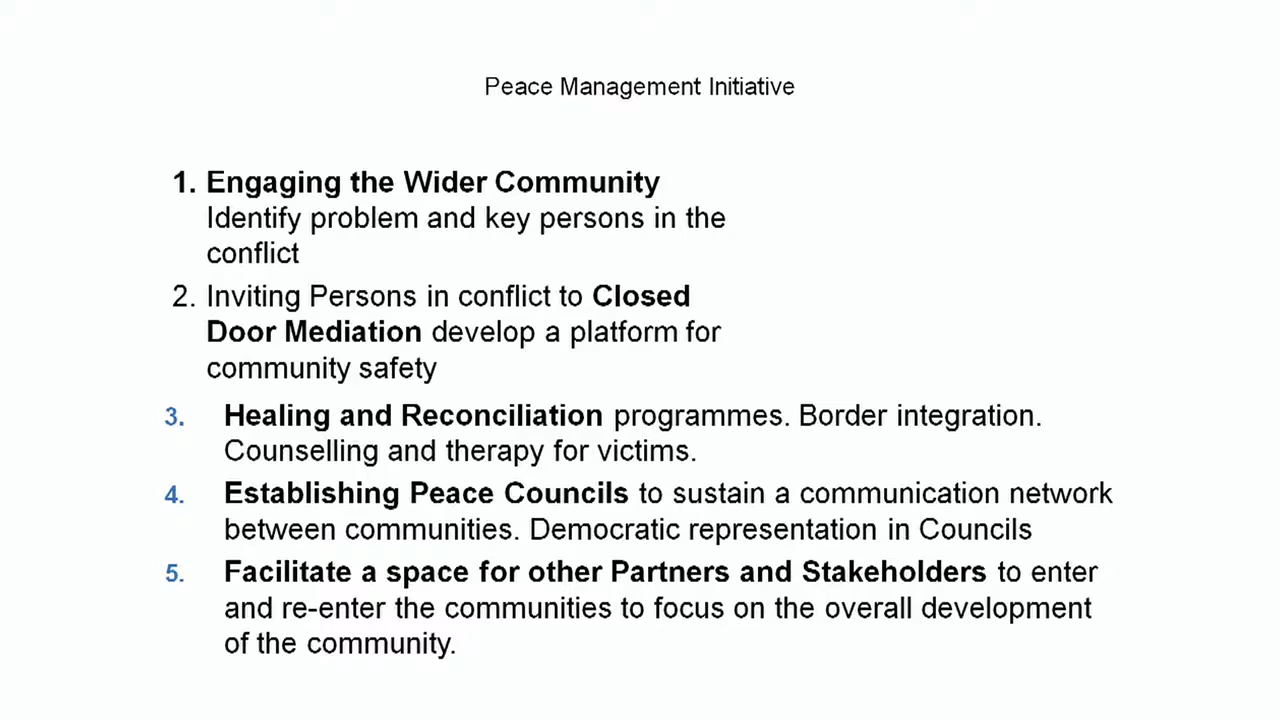 Peace Management Initiative
1. Engaging the Wider Community
Identify problem and key persons in the
conflict
2. Inviting Persons in conflict to Closed
Door Mediation develop a platform for
community safety
3. Healing and Reconciliation programmes. Border integration.
Counselling and therapy for victims.
4. Establishing Peace Councils to sustain a communication network
between communities. Democratic representation in Councils
5. Facilitate a space for other Partners and Stakeholders to enter
and re-enter the communities to focus on the overall development
of the community.